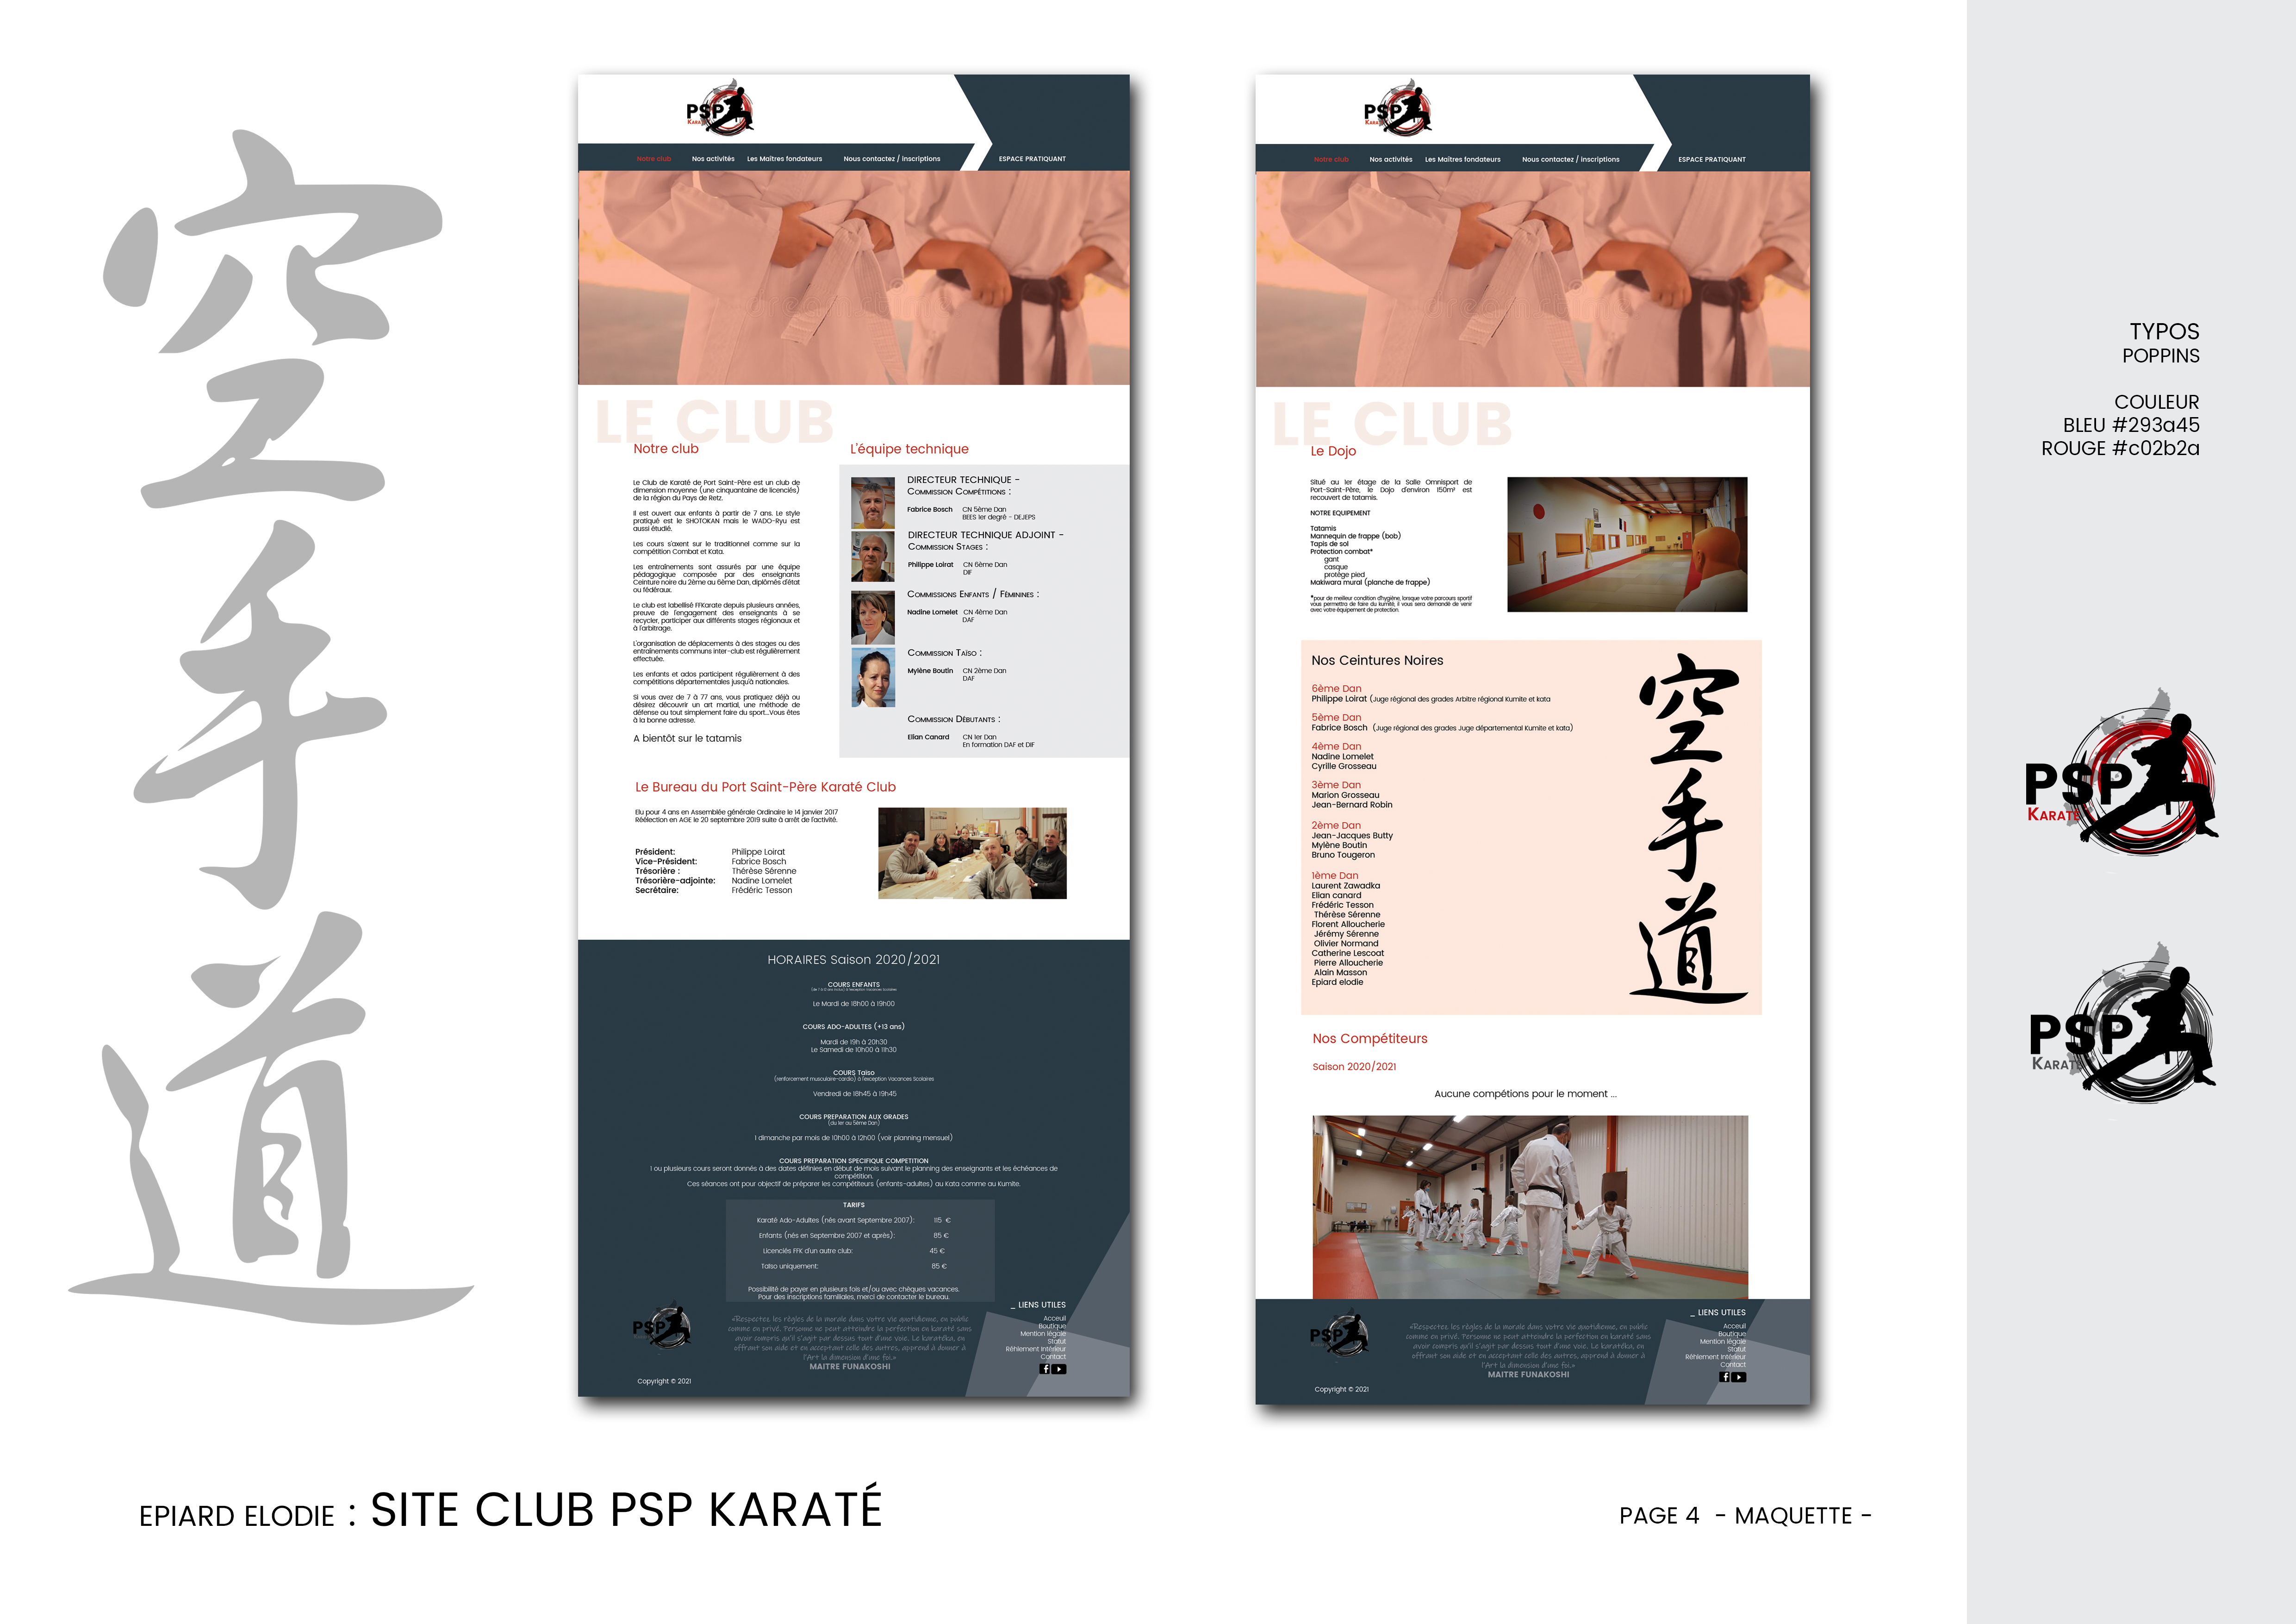 空
手
道
PSP
KARATÉ
Notre club
Nos activités
Les Maîtres fondateurs
Nous contactez / Inscriptions
ESPACE PRATIQUANT
dreamstime
LE CLUB
Notre club
Le Club de Karaté de Port Saint-Père est un club de
dimension moyenne (une cinquantaine de licenciés)
de la région du Pays de Retz.
Il est ouvert aux enfants à partir de 7 ans. Le style
pratiqué est le SHOTOKAN mais le WADO-Ryu est
aussi étudié.
Les cours s'axent sur le traditionnel comme sur la
compétition Combat et Kata.
Les entraînements sont assurés par une équipe
pédagogique composée par des enseignants
Ceinture noire du 2ème au 6ème Dan, diplômés d'état
ou fédéraux.
Le club est labellisé FFKarate depuis plusieurs années,
preuve de l'engagement des enseignants à se
recycler, participer aux différents stages régionaux et
à l'arbitrage.
L'organisation de déplacements à des stages ou des
entraînements communs inter-club est régulièrement
effectuée.
Les enfants et ados participent régulièrement à des
compétitions départementales jusqu'à nationales.
Si vous avez de 7 à 77 ans, vous pratiquez déjà ou
désirez découvrir un art martial, une méthode de
défense ou tout simplement faire du sport...Vous êtes
à la bonne adresse.
A bientôt sur le tatamis
L'équipe technique
DIRECTEUR TECHNIQUE -
COMMISSION COMPÉTITIONS :
Fabrice Bosch CN 5ème Dan
BEES 1er degrè - DEJEPS
DIRECTEUR TECHNIQUE ADJOINT -
COMMISSION STAGES :
Philippe Loirat CN 6ème Dan
DIF
COMMISSIONS ENFANTS / FÉMININES :
Nadine Lomelet CN 4ème Dan
DAF
COMMISSION TAÏSO :
Mylène Boutin CN 2ème Dan
DAF
COMMISSION DÉBUTANTS :
Elian Canard CN 1er Dan
En formation DAF et DIF
Le Bureau du Port Saint-Père Karaté Club
Elu pour 4 ans en Assemblée générale Ordinaire le 14 janvier 2017
Réélection en AGE le 20 septembre 2019 suite à arrêt de l'activité.
Président: Philippe Loirat
Vice-Président: Fabrice Bosch
Trésorière : Thérèse Sérenne
Trésorière-adjointe: Nadine Lomelet
Secrétaire: Frédéric Tesson
HORAIRES Saison 2020/2021
COURS ENFANTS
Le Mardi de 18h00 à 19h00
COURS ADO-ADULTES (+13 ans)
Mardi de 19h à 20h30
Le Samedi de 10h00 à 11h30
COURS Taïso
(renforcement musculaire-cardio) à l'exception Vacances Scolaires
Vendredi de 18h45 à 19h45
COURS PREPARATION AUX GRADES
(du 1er au 5ème Dan)
1 dimanche par mois de 10h00 à 12h00 (voir planning mensuel)
COURS PREPARATION SPECIFIQUE COMPETITION
1 ou plusieurs cours seront donnés à des dates définies en début de mois suivant le planning des enseignants et les échéances de
compétition.
Ces séances ont pour objectif de préparer les compétiteurs (enfants-adultes) au Kata comme au Kumite.
TARIFS
Karaté Ado-Adultes (nés avant Septembre 2007): 115 €
Enfants (nés en Septembre 2007 et après): 85 €
Licenciés FFK d'un autre club: 45 €
Taïso uniquement: 85 €
Possibilité de payer en plusieurs fois et/ou avec chèques vacances.
Pour des inscriptions familiales, merci de contacter le bureau.
PSP
«Respectez les règles de la morale dans votre vie quotidienne, en public
comme en privé. Personne ne peut atteindre la perfection en karaté sans
avoir compris qu'il s'agit par dessus tout d'une voie. Le karatéka, en
offrant son aide et en acceptant celle des autres, apprend à donner à
l'Art la dimension d'une foi.»
MAITRE FUNAKOSHI
_ LIENS UTILES
Acceuil
Boutique
Mention légale
Statut
Réhlement Intérieur
Contact
Copyright © 2021
PSP
KARATÉ
Notre club
Nos activités
Les Maîtres fondateurs
Nous contactez / Inscriptions
ESPACE PRATIQUANT
dreamstime
LE CLUB
Le Dojo
Situé au 1er étage de la Salle Omnisport de
Port-Saint-Père, le Dojo d'environ 150m² est
recouvert de tatamis.
NOTRE EQUIPEMENT
Tatamis
Mannequin de frappe (bob)
Tapis de sol
Protection combat*
gant
casque
protège pied
Makiwara mural (planche de frappe)
*pour de meilleur condition d'hygiène, lorsque votre parcours sportif
vous permettra de faire du kumité, il vous sera demandé de venir
avec votre équipement de protection.
Nos Ceintures Noires
6ème Dan
Philippe Loirat (Juge régional des grades Arbitre régional Kumite et kata
5ème Dan
Fabrice Bosch (Juge régional des grades Juge départemental Kumite et kata)
4ème Dan
Nadine Lomelet
Cyrille Grosseau
3ème Dan
Marion Grosseau
Jean-Bernard Robin
2ème Dan
Jean-Jacques Butty
Mylène Boutin
Bruno Tougeron
1ème Dan
Laurent Zawadka
Elian canard
Frédéric Tesson
Thérèse Sérenne
Florent Alloucherie
Jérémy Sérenne
Olivier Normand
Catherine Lescoat
Pierre Alloucherie
Alain Masson
Epiard elodie
空
手
道
Nos Compétiteurs
Saison 2020/2021
Aucune compétions pour le moment ...
PSP
«Respectez les règles de la morale dans votre vie quotidienne, en public
comme en privé. Personne ne peut atteindre la perfection en karaté sans
avoir compris qu'il s'agit par dessus tout d'une voie. Le karatéka, en
offrant son aide et en acceptant celle des autres, apprend à donner à
l'Art la dimension d'une foi.»
MAITRE FUNAKOSHI
_ LIENS UTILES
Acceuil
Boutique
Mention légale
Statut
Réhlement Intérieur
Contact
Copyright © 2021
TYPOS
POPPINS
COULEUR
BLEU #293a45
ROUGE #c02b2a
PSP
KARATÉ
PSP
KARATÉ
EPIARD ELODIE : SITE CLUB PSP KARATÉ
PAGE 4 - MAQUETTE -